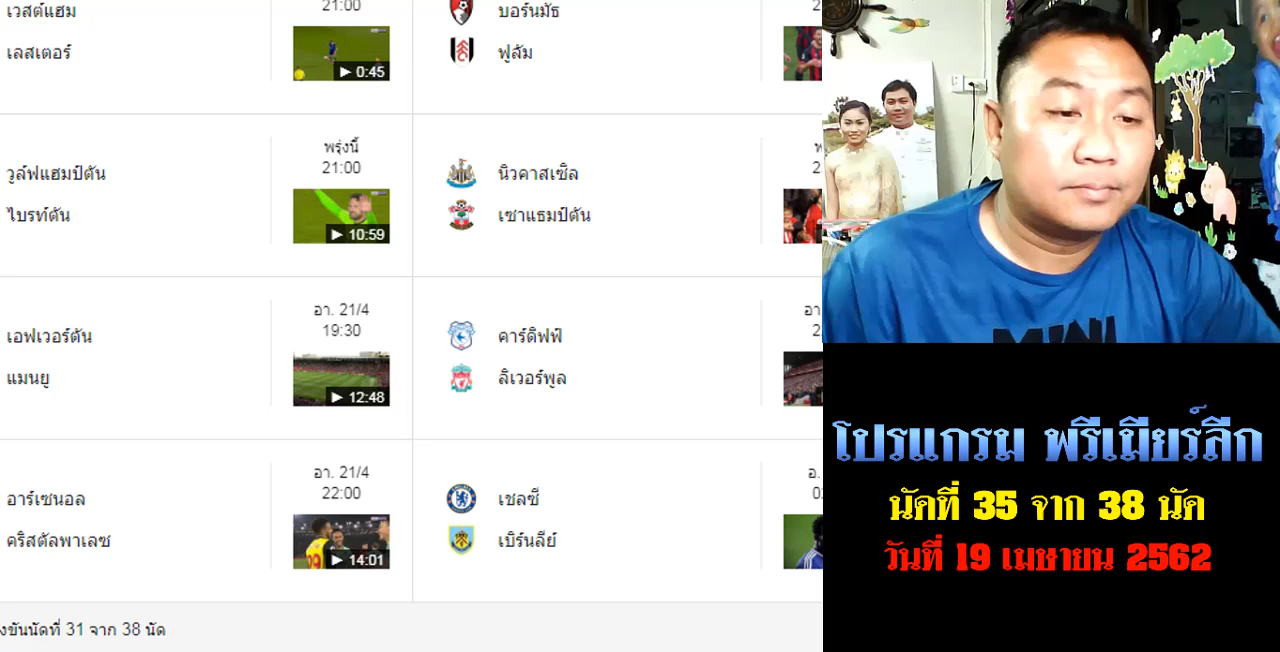 เวสต์แฮม
21:00
บอร์นมัธ
เลสเตอร์
0:45
ฟูลัม
พรุ่งนี้
21:00
วูล์ฟแฮมป์ตัน
นิวคาสเซิล
ไบรท์ตัน
10:59
เซาแธมป์ตัน
อา. 21/4
19:30
เอฟเวอร์ตัน
คาร์ดิฟฟ์
แมนยู
12:48
ลิเวอร์พูล
อา. 21/4
22:00
อาร์เซนอล
เชลซี
คริสตัลพาเลซ
14:01
เบิร์นลีย์
งขันนัดที่ 31 จาก 38 นัด
MINI
โปรแกรม พรีเมียร์ลีก
นัดที่ 35 จาก 38 นัด
วันที่ 19 เมษายน 2562